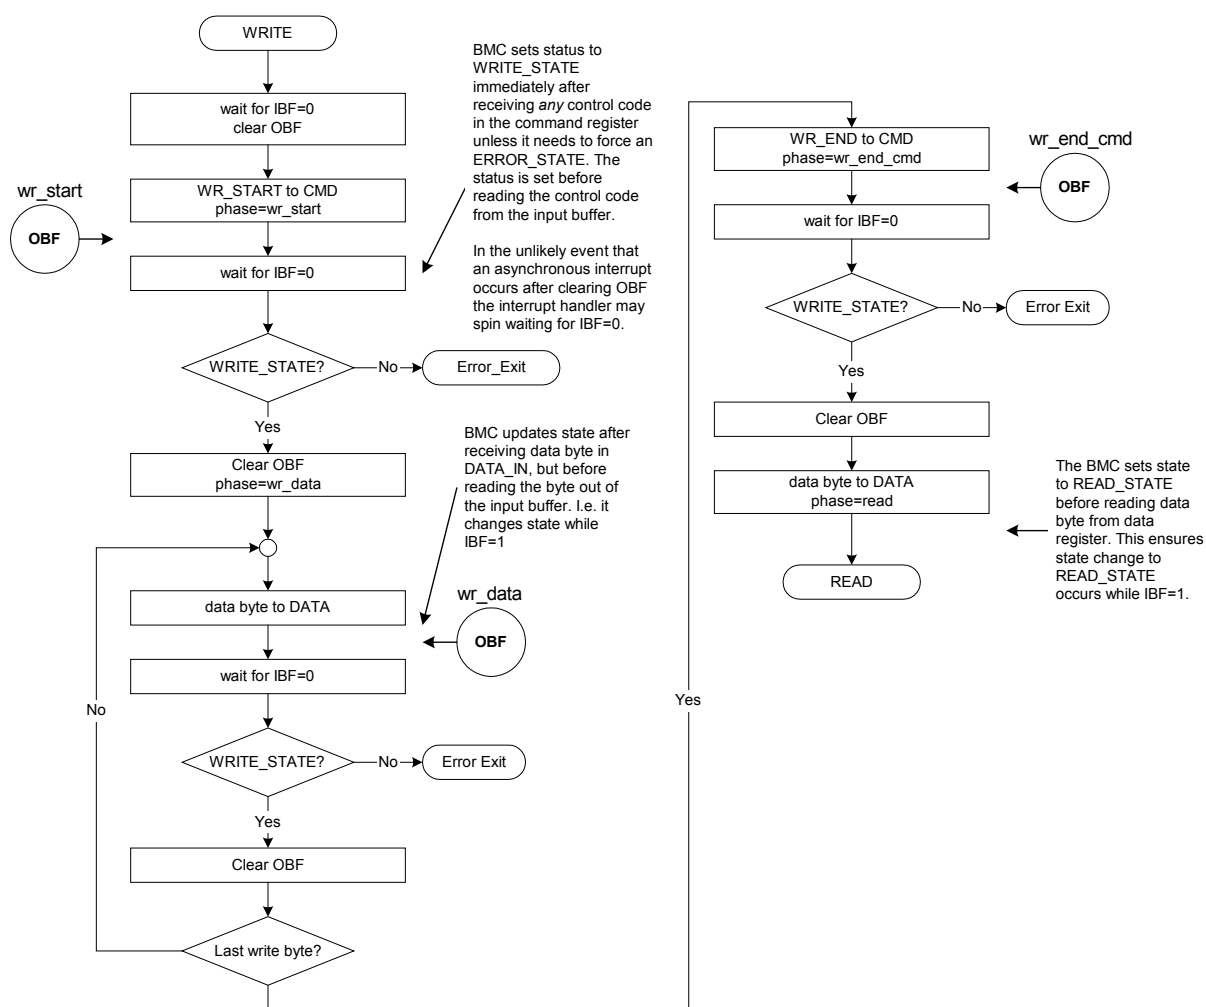 WRITE
wait for IBF=0
clear OBF
WR_START to CMD
phase=wr_start
wr_start
OBF
wait for IBF=0
BMC sets status to
WRITE_STATE
immediately after
receiving any control code
in the command register
unless it needs to force an
ERROR_STATE. The
status is set before
reading the control code
from the input buffer.
In the unlikely event that
an asynchronous interrupt
occurs after clearing OBF
the interrupt handler may
spin waiting for IBF=0.
WRITE_STATE?
No
Error_Exit
Yes
Clear OBF
phase=wr_data
BMC updates state after
receiving data byte in
DATA_IN, but before
reading the byte out of
the input buffer. I.e. it
changes state while
IBF=1
data byte to DATA
wr_data
OBF
wait for IBF=0
No
WRITE_STATE?
No
Error Exit
Yes
Clear OBF
Last write byte?
Yes
WR_END to CMD
phase=wr_end_cmd
wr_end_cmd
OBF
wait for IBF=0
WRITE_STATE?
No
Error Exit
Yes
Clear OBF
data byte to DATA
phase=read
The BMC sets state
to READ_STATE
before reading data
byte from data
register. This ensures
state change to
READ_STATE
occurs while IBF=1.
READ